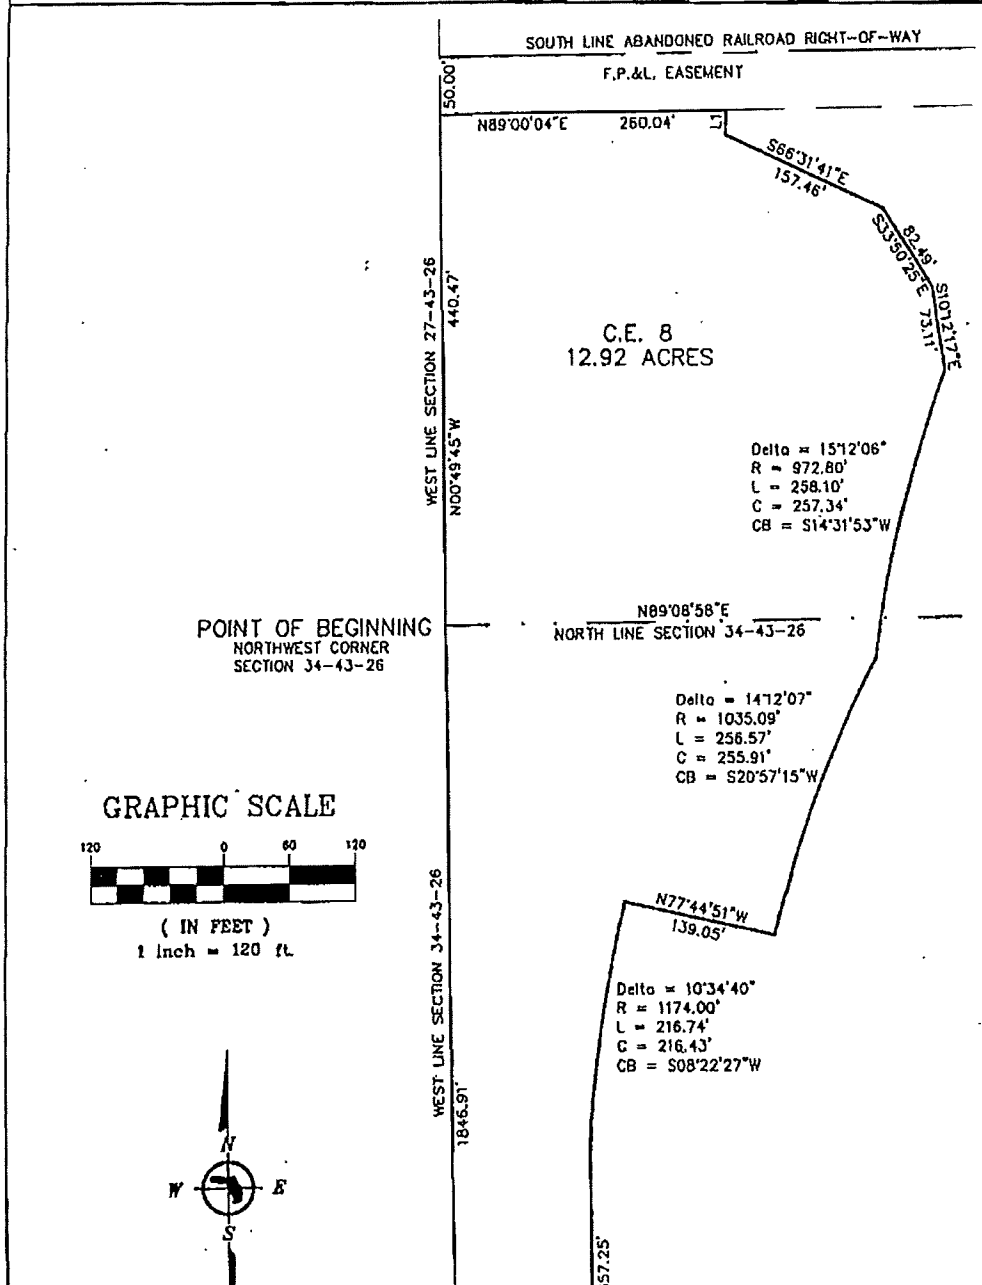 SOUTH LINE ABANDONED RAILROAD RIGHT-OF-WAY
F.P.&L. EASEMENT
50.00'
N89°00'04"E 260.04'
L1
S66°31'41"E
157.46'
82.49'
S33°50'25"E
S10°12'17"E
73.11'
WEST LINE SECTION 27-43-26
440.47'
N00°49'45"W
C.E. 8
12.92 ACRES
Delta = 15°12'06"
R = 972.80'
L = 258.10'
C = 257.34'
CB = S14°31'53"W
N89°08'58"E
NORTH LINE SECTION 34-43-26
POINT OF BEGINNING
NORTHWEST CORNER
SECTION 34-43-26
Delta = 14°12'07"
R = 1035.09'
L = 256.57'
C = 255.91'
CB = S20°57'15"W
GRAPHIC SCALE
120 0 60 120
( IN FEET )
1 inch = 120 ft.
N77°44'51"W
139.05'
WEST LINE SECTION 34-43-26
1846.91'
Delta = 10°34'40"
R = 1174.00'
L = 216.74'
C = 216.43'
CB = S08°22'27"W
N
W E
S
57.25'